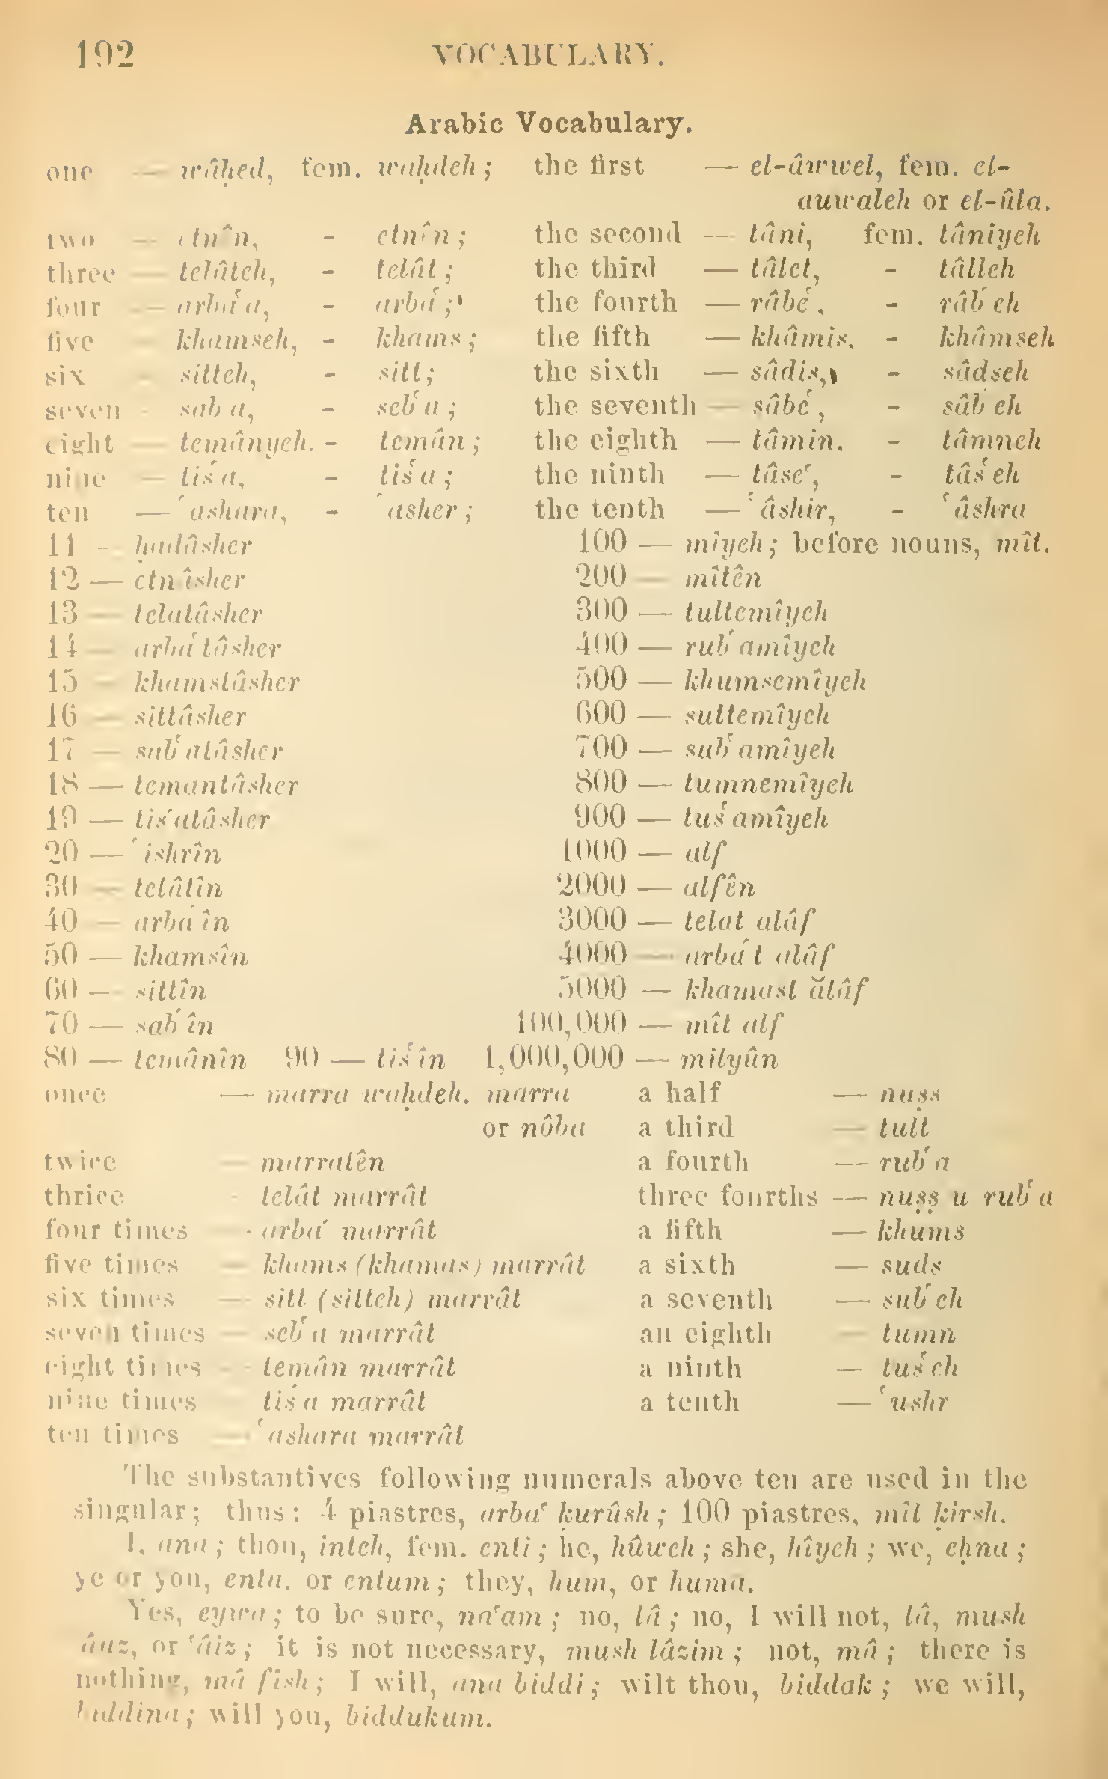 192 VOCABULARY.
Arabic Vocabulary.
one — wâḥed, fem. waḥdeh; the first — el-âwwel, fem. el-
auwaleh or el-ûla.
two — etnîn, - etnîn; the second — tâni, fem. tâniyeh
three — telâteh, - telât; the third — tâlet, - tâlteh
four — arbaʿa, - arbaʿ; the fourth — râbeʿ, - râbʿeh
five khamseh, - khams; the fifth — khâmis, - khâmseh
six sitteh, - sitt; the sixth — sâdis, - sâdseh
seven - sabʿa, - sebʿa; the seventh — sâbeʿ, - sâbʿeh
eight — temânyeh. - temân; the eighth — tâmin. - tâmneh
nine — tisʿa, - tisʿa; the ninth — tâseʿ, - tâsʿeh
ten — ʿashara, - ʿasher; the tenth — ʿâshir, - ʿâshra
11 - ḥadâsher 100 — mîyeh; before nouns, mît.
12 — etnâsher 200 — mîtên
13 — telatâsher 300 — tultemîyeh
14 — arbaʿtâsher 400 — rubʿamîyeh
15 — khamstâsher 500 — khumsemîyeh
16 — sittâsher 600 — suttemîyeh
17 — sabʿatâsher 700 — subʿamîyeh
18 — temantâsher 800 — tumnemîyeh
19 — tisʿatâsher 900 — tusʿamîyeh
20 — ʿishrîn 1000 — alf
30 — telâtîn 2000 — alfên
40 — arbaʿîn 3000 — telat alâf
50 — khamsîn 4000 — arbaʿt alâf
60 — sittîn 5000 — khamast ălâf
70 — sabʿîn 100,000 — mît alf
80 — temânîn 90 — tisʿîn 1,000,000 — milyûn
once — marra waḥdeh, marra a half — nuṣṣ
or nôba a third — tult
twice — marratên a fourth — rubʿa
thrice - telât marrât three fourths — nuṣṣ u rubʿa
four times - arbaʿ marrât a fifth — khums
five times — khams (khamas) marrât a sixth — suds
six times — sitt (sitteh) marrât a seventh — subʿeh
seven times — sebʿa marrât an eighth — tumn
eight times - temân marrât a ninth — tusʿeh
nine times tisʿa marrât a tenth — ʿushr
ten times — ʿashara marrât
The substantives following numerals above ten are used in the
singular; thus: 4 piastres, arbaʿ ḳurûsh; 100 piastres, mît ḳirsh.
I, ana; thou, inteh, fem. enti; he, hûweh; she, hîyeh; we, eḥna;
ye or you, entu, or entum; they, hum, or huma.
Yes, eywa; to be sure, naʿam; no, lâ; no, I will not, lâ, mush
âuz, or ʿâiz; it is not necessary, mush lâzim; not, mâ; there is
nothing, mâ fîsh; I will, ana biddi; wilt thou, biddak; we will,
biddina; will you, biddukum.